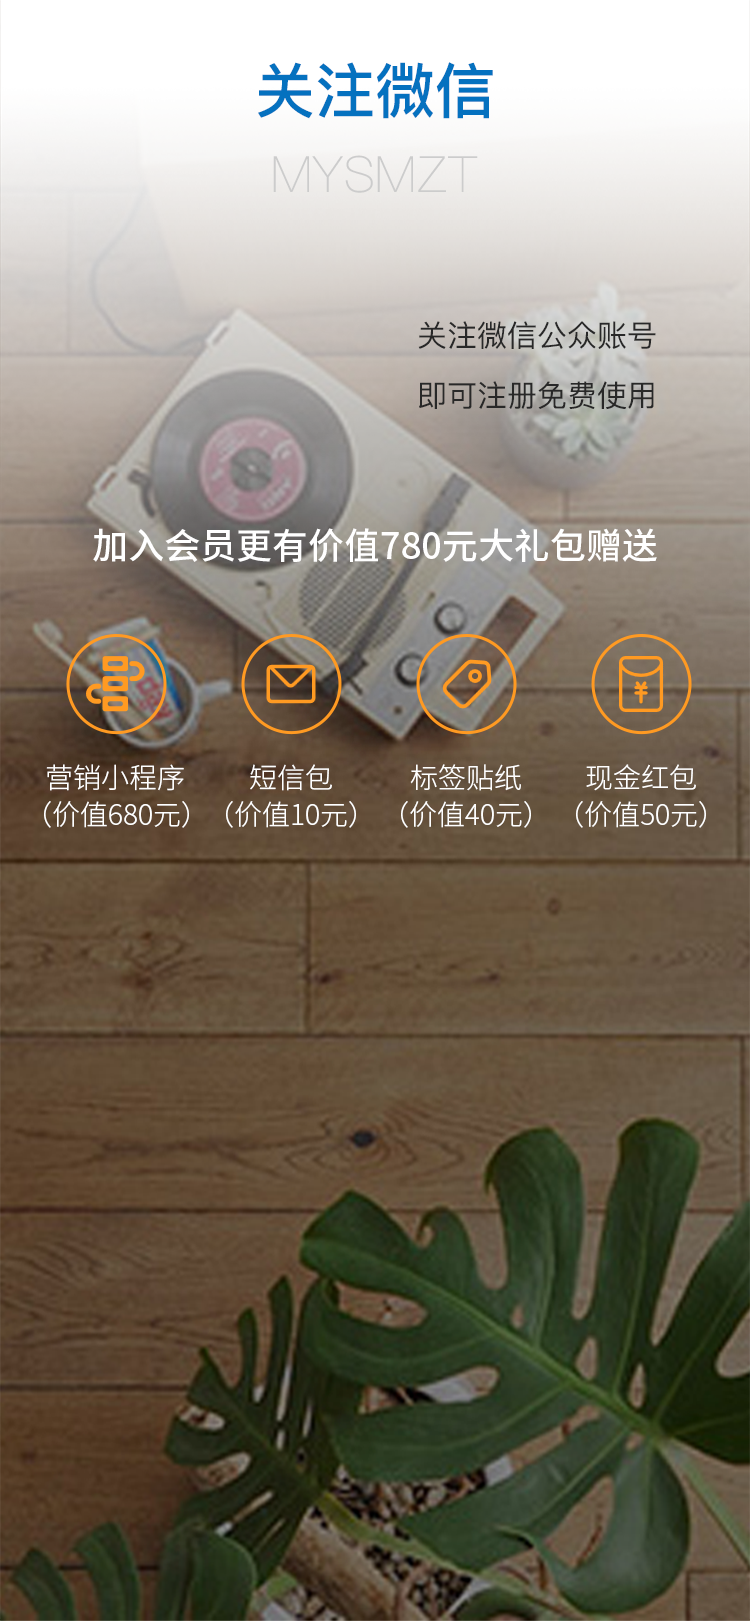 关注微信
MYSMZT
关注微信公众账号
即可注册免费使用
加入会员更有价值780元大礼包赠送
营销小程序 短信包 标签贴纸 现金红包
（价值680元） （价值10元） （价值40元） （价值50元）